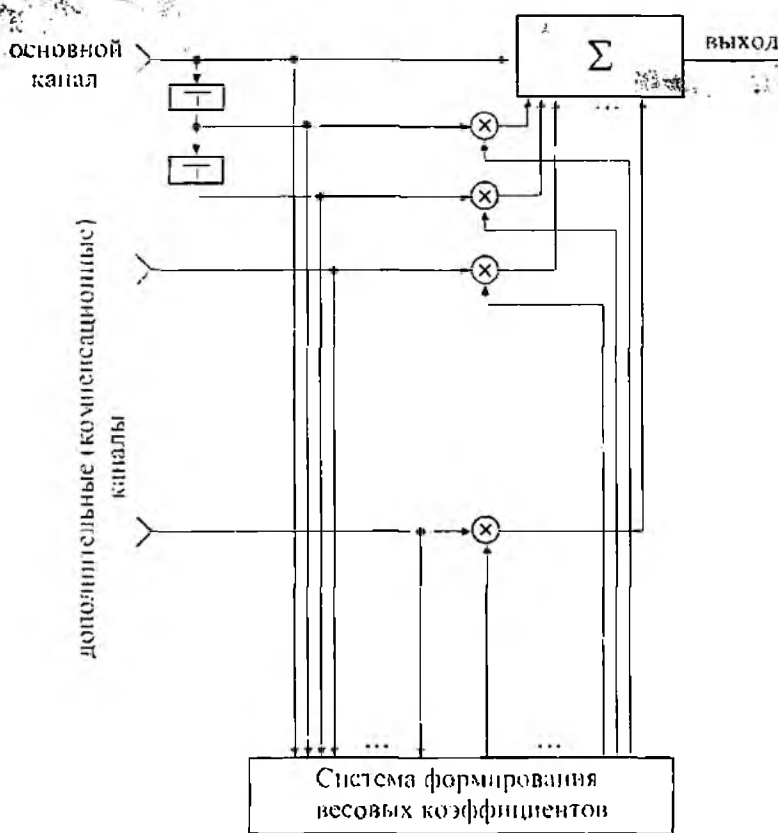 основной
канал
Σ
выход
T
×
T
×
×
...
дополнительные (компенсационные)
каналы
×
...
...
Система формирования
весовых коэффициентов